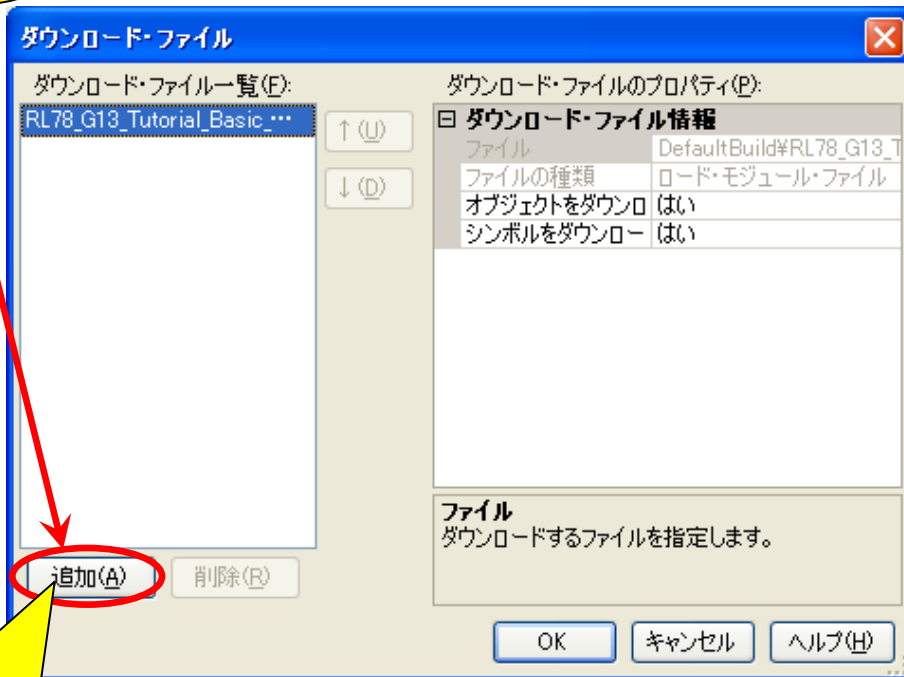 ダウンロード・ファイル
ダウンロード・ファイル一覧(F):
RL78_G13_Tutorial_Basic_…
↑(U)
↓(D)
追加(A)
削除(R)
ダウンロード・ファイルのプロパティ(P):
ダウンロード・ファイル情報
ファイル DefaultBuild¥RL78_G13_T
ファイルの種類 ロード・モジュール・ファイル
オブジェクトをダウンロ はい
シンボルをダウンロー はい
ファイル
ダウンロードするファイルを指定します。
OK
キャンセル
ヘルプ(H)